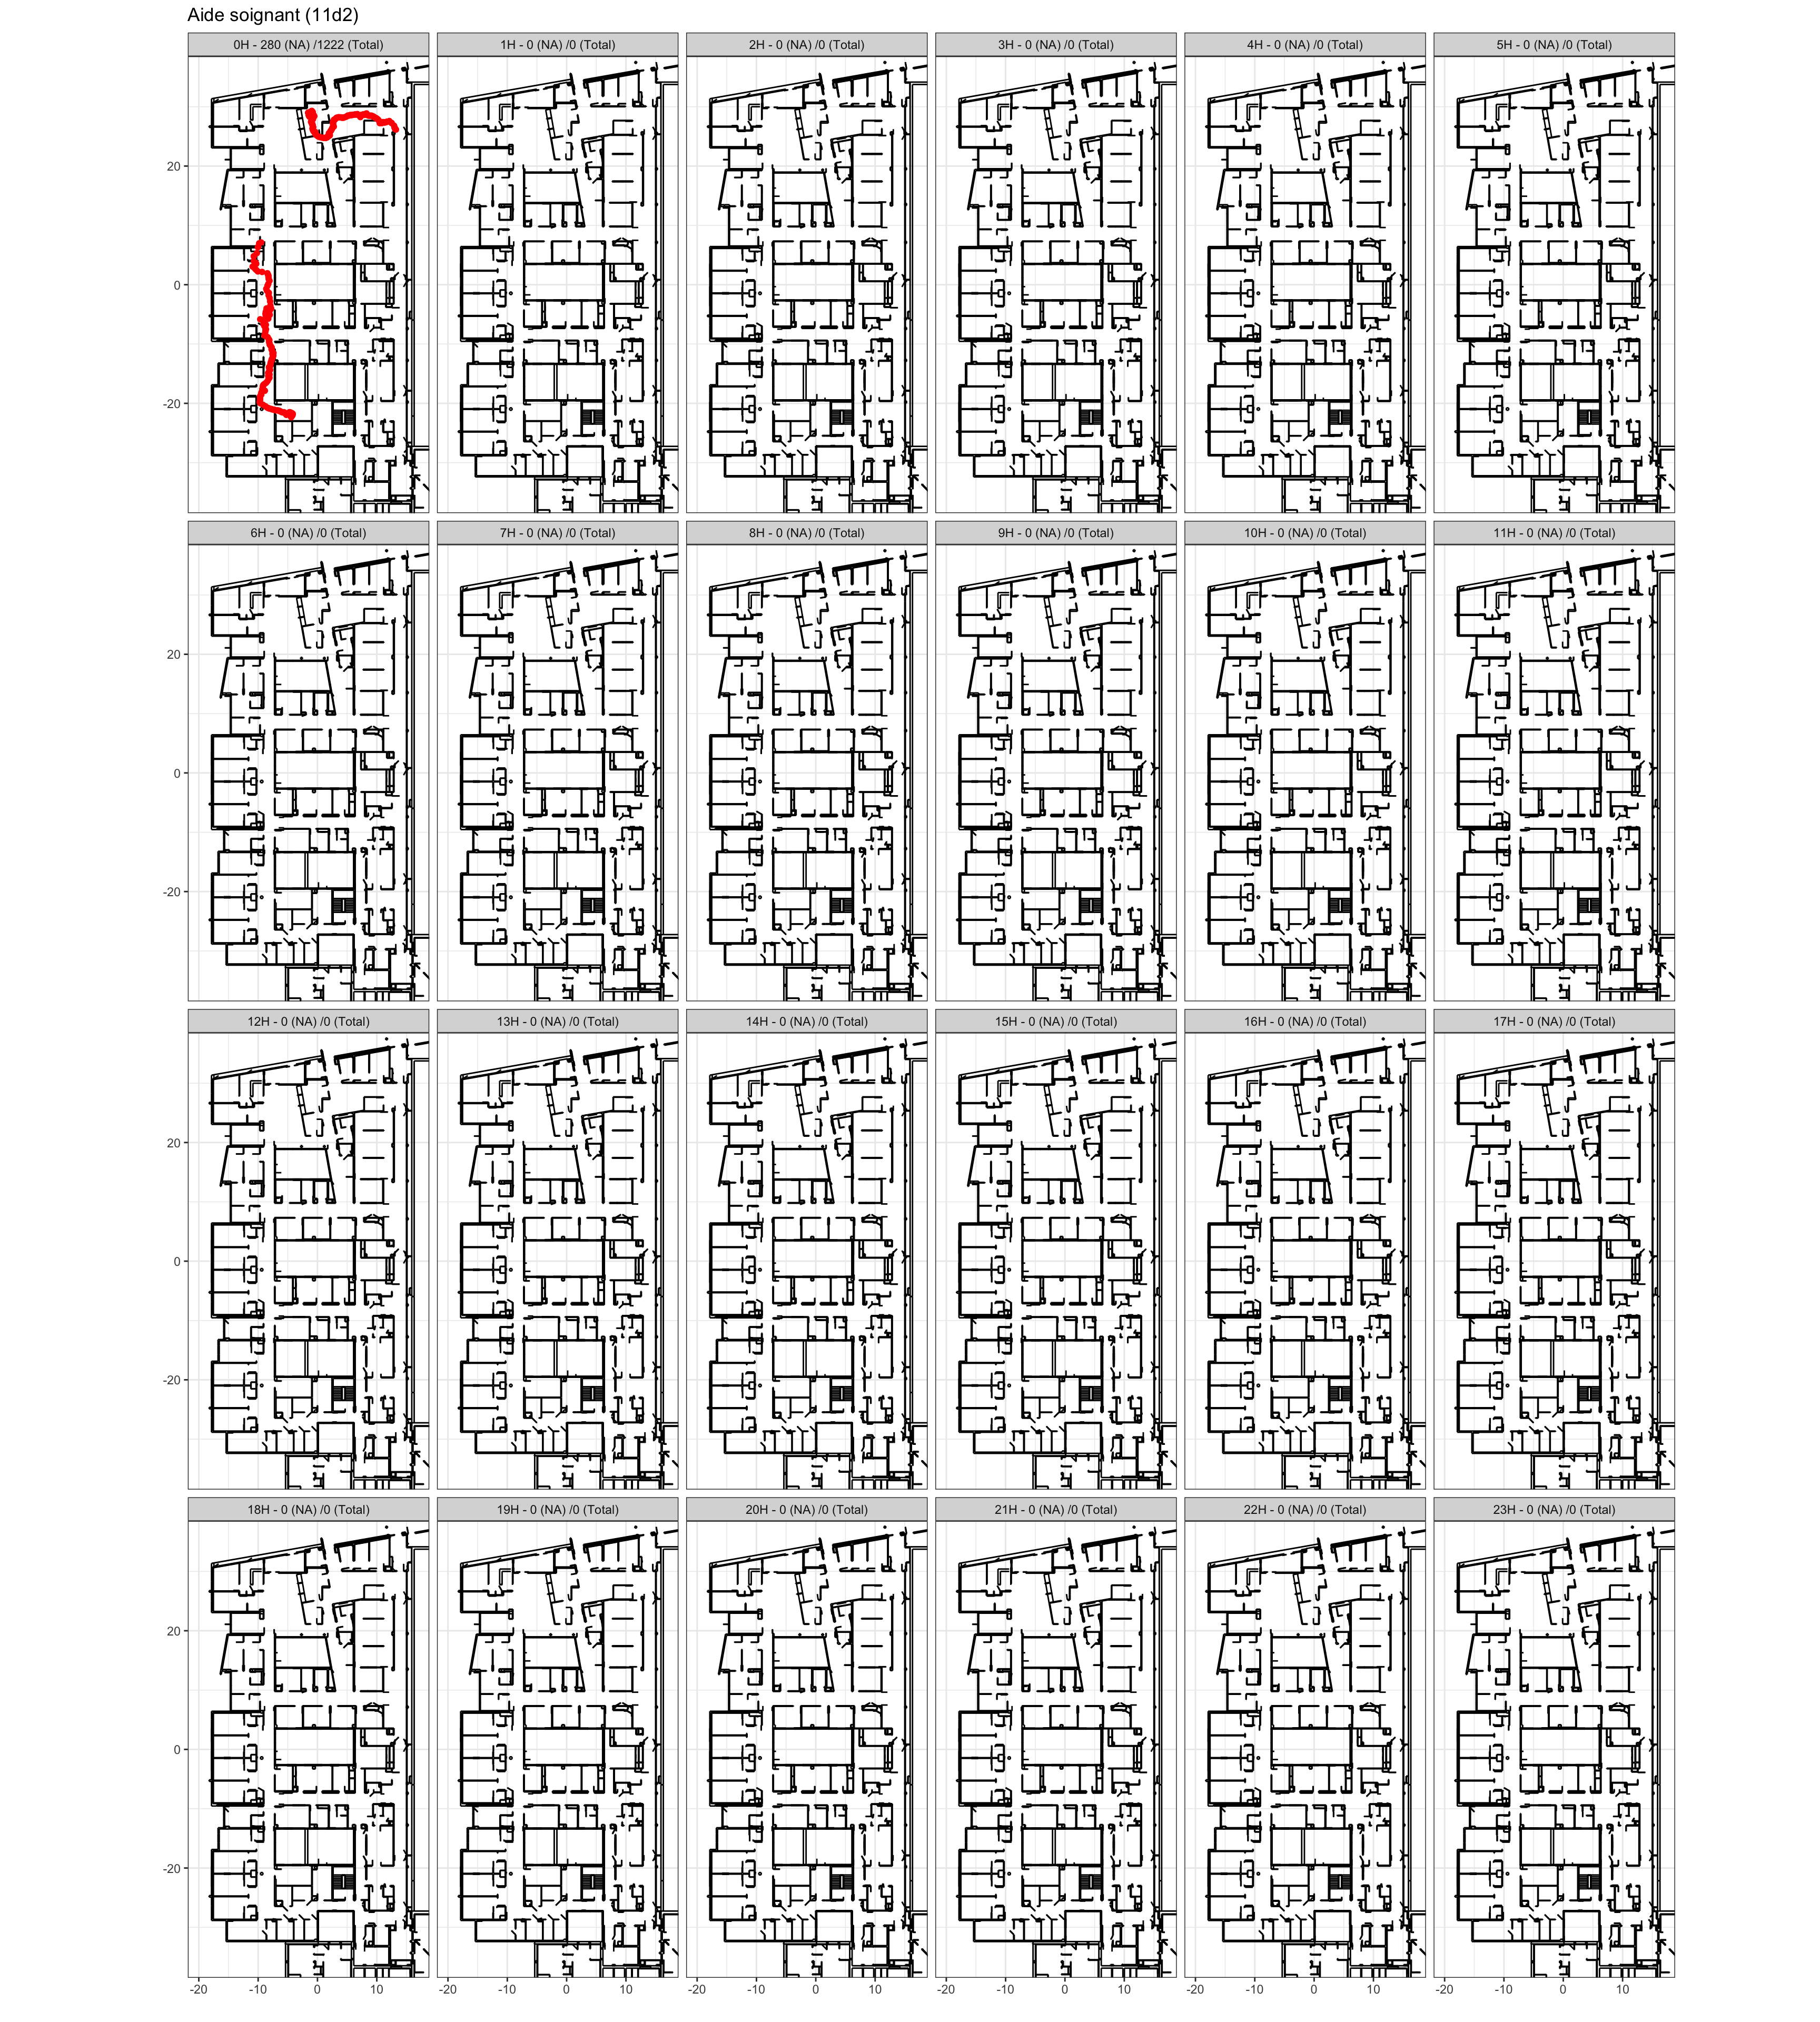 Aide soignant (11d2)
0H - 280 (NA) /1222 (Total) 1H - 0 (NA) /0 (Total) 2H - 0 (NA) /0 (Total) 3H - 0 (NA) /0 (Total) 4H - 0 (NA) /0 (Total) 5H - 0 (NA) /0 (Total)
20
0
-20
6H - 0 (NA) /0 (Total) 7H - 0 (NA) /0 (Total) 8H - 0 (NA) /0 (Total) 9H - 0 (NA) /0 (Total) 10H - 0 (NA) /0 (Total) 11H - 0 (NA) /0 (Total)
20
0
-20
12H - 0 (NA) /0 (Total) 13H - 0 (NA) /0 (Total) 14H - 0 (NA) /0 (Total) 15H - 0 (NA) /0 (Total) 16H - 0 (NA) /0 (Total) 17H - 0 (NA) /0 (Total)
20
0
-20
18H - 0 (NA) /0 (Total) 19H - 0 (NA) /0 (Total) 20H - 0 (NA) /0 (Total) 21H - 0 (NA) /0 (Total) 22H - 0 (NA) /0 (Total) 23H - 0 (NA) /0 (Total)
20
0
-20
-20 -10 0 10 -20 -10 0 10 -20 -10 0 10 -20 -10 0 10 -20 -10 0 10 -20 -10 0 10